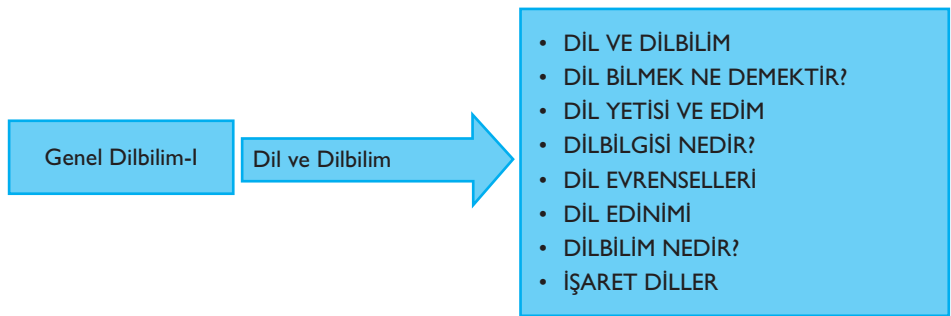 Genel Dilbilim-I
Dil ve Dilbilim
• DİL VE DİLBİLİM
• DİL BİLMEK NE DEMEKTİR?
• DİL YETİSİ VE EDİM
• DİLBİLGİSİ NEDİR?
• DİL EVRENSELLERİ
• DİL EDİNİMİ
• DİLBİLİM NEDİR?
• İŞARET DİLLER